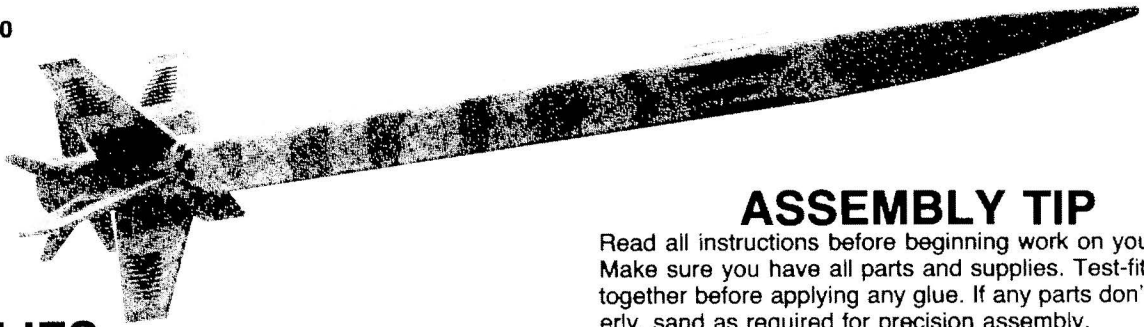 0
ASSEMBLY TIP
Read all instructions before beginning work on you
Make sure you have all parts and supplies. Test-fit
together before applying any glue. If any parts don'
erly, sand as required for precision assembly.
LIES